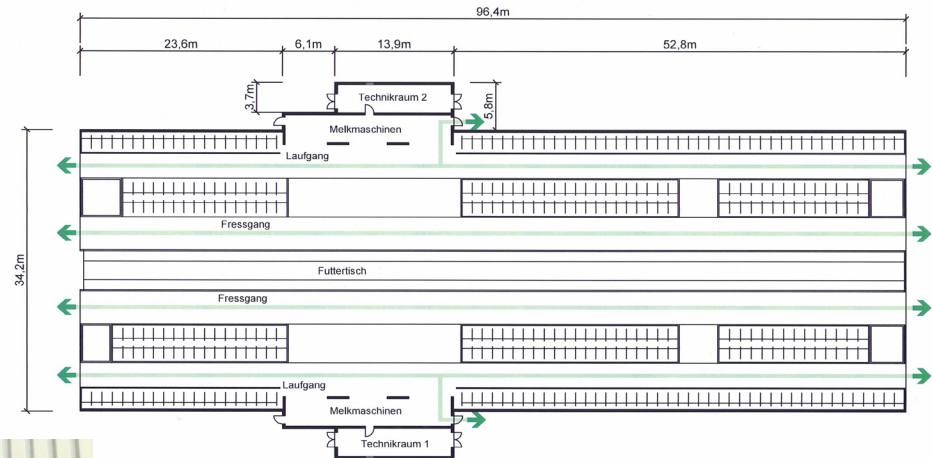 96,4m
23,6m 6,1m 13,9m 52,8m
3,7m
Technikraum 2
5,8m
Melkmaschinen
Laufgang
Fressgang
34,2m
Futtertisch
Fressgang
Laufgang
Melkmaschinen
Technikraum 1